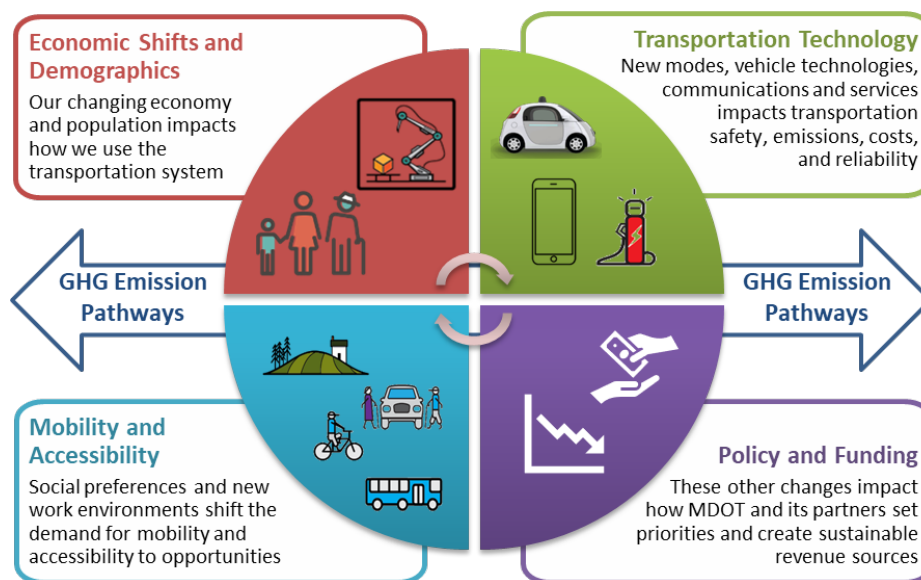 Economic Shifts and
Demographics
Our changing economy
and population impacts
how we use the
transportation system
Transportation Technology
New modes, vehicle technologies,
communications and services
impacts transportation
safety, emissions, costs,
and reliability
GHG Emission
Pathways
GHG Emission
Pathways
Mobility and
Accessibility
Social preferences and new
work environments shift the
demand for mobility and
accessibility to opportunities
Policy and Funding
These other changes impact
how MDOT and its partners set
priorities and create sustainable
revenue sources